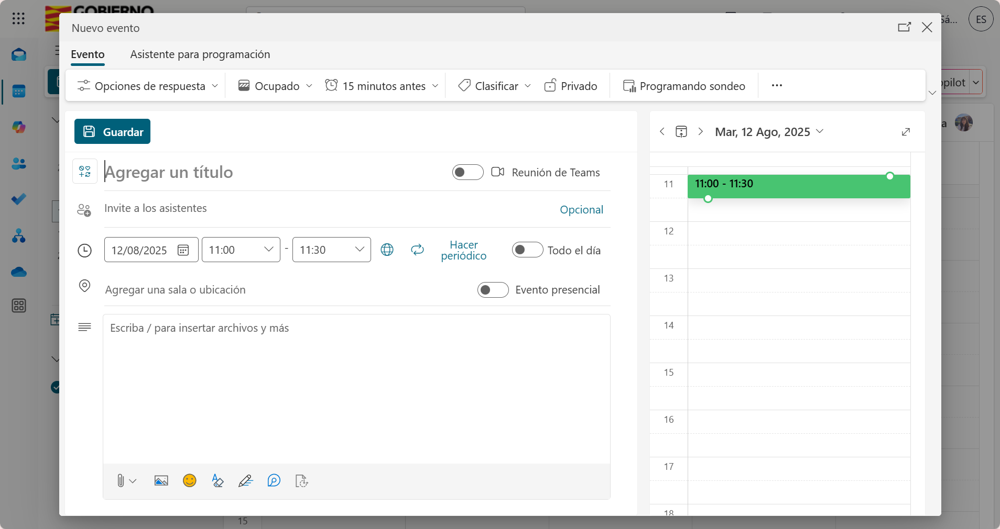 GOBIERNO
Sá...
ES
Nuevo evento
Evento
Asistente para programación
Opciones de respuesta
Ocupado
15 minutos antes
Clasificar
Privado
Programando sondeo
pilot
Guardar
Mar, 12 Ago, 2025
a
Agregar un título
Reunión de Teams
11
11:00 - 11:30
Invite a los asistentes
Opcional
12
12/08/2025
11:00
-
11:30
Hacer periódico
Todo el día
13
Agregar una sala o ubicación
Evento presencial
14
Escriba / para insertar archivos y más
15
16
17
18
15